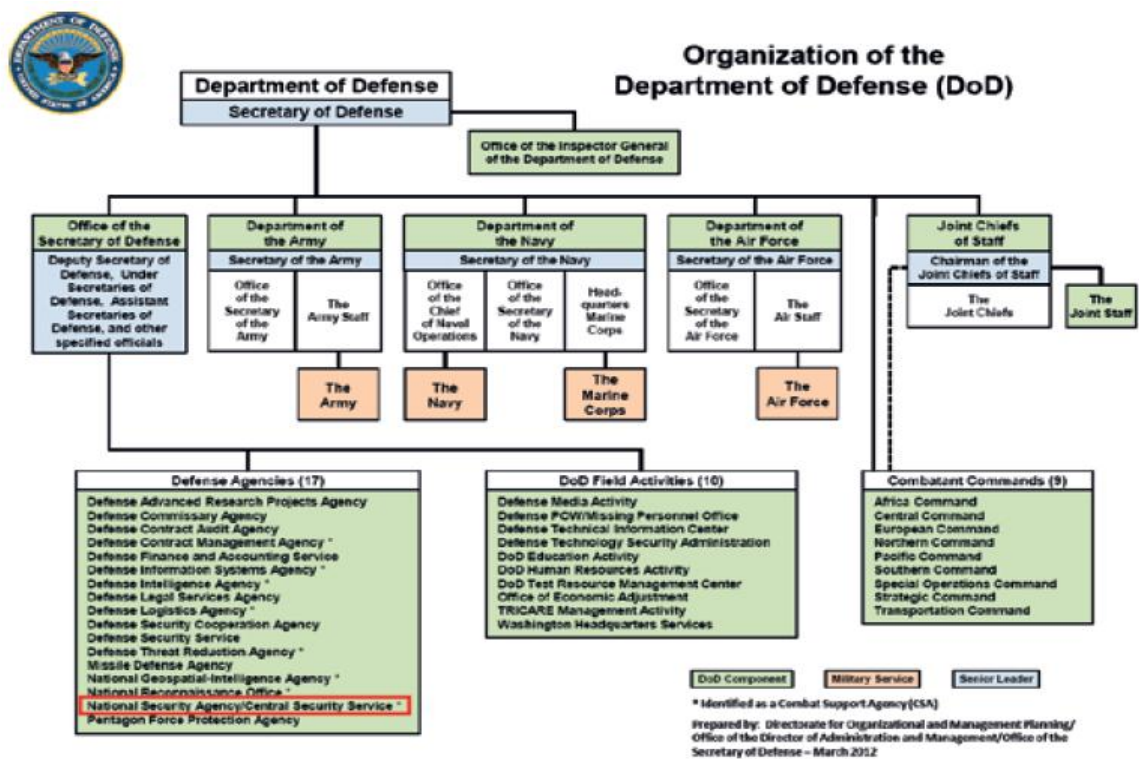 DEPARTMENT OF DEFENSE
UNITED STATES OF AMERICA
Organization of the
Department of Defense (DoD)
Department of Defense
Secretary of Defense
Office of the Inspector General
of the Department of Defense
Office of the
Secretary of Defense
Deputy Secretary of
Defense, Under
Secretaries of
Defense, Assistant
Secretaries of
Defense, and other
specified officials
Department of
the Army
Secretary of the Army
Office
of the
Secretary
of the
Army
The
Army Staff
The
Army
Department of
the Navy
Secretary of the Navy
Office
of the
Chief
of Naval
Operations
Office
of the
Secretary
of the
Navy
Head-
quarters
Marine
Corps
The
Navy
The
Marine
Corps
Department of
the Air Force
Secretary of the Air Force
Office
of the
Secretary
of the
Air Force
The
Air Staff
The
Air Force
Joint Chiefs
of Staff
Chairman of the
Joint Chiefs of Staff
The
Joint Chiefs
The
Joint Staff
Defense Agencies (17)
Defense Advanced Research Projects Agency
Defense Commissary Agency
Defense Contract Audit Agency
Defense Contract Management Agency *
Defense Finance and Accounting Service
Defense Information Systems Agency *
Defense Intelligence Agency *
Defense Legal Services Agency
Defense Logistics Agency *
Defense Security Cooperation Agency
Defense Security Service
Defense Threat Reduction Agency *
Missile Defense Agency
National Geospatial-Intelligence Agency *
National Reconnaissance Office *
National Security Agency/Central Security Service *
Pentagon Force Protection Agency
DoD Field Activities (10)
Defense Media Activity
Defense POW/Missing Personnel Office
Defense Technical Information Center
Defense Technology Security Administration
DoD Education Activity
DoD Human Resources Activity
DoD Test Resource Management Center
Office of Economic Adjustment
TRICARE Management Activity
Washington Headquarters Services
Combatant Commands (9)
Africa Command
Central Command
European Command
Northern Command
Pacific Command
Southern Command
Special Operations Command
Strategic Command
Transportation Command
DoD Component
Military Service
Senior Leader
* Identified as a Combat Support Agency (CSA)
Prepared by: Directorate for Organizational and Management Planning/
Office of the Director of Administration and Management/Office of the
Secretary of Defense – March 2012